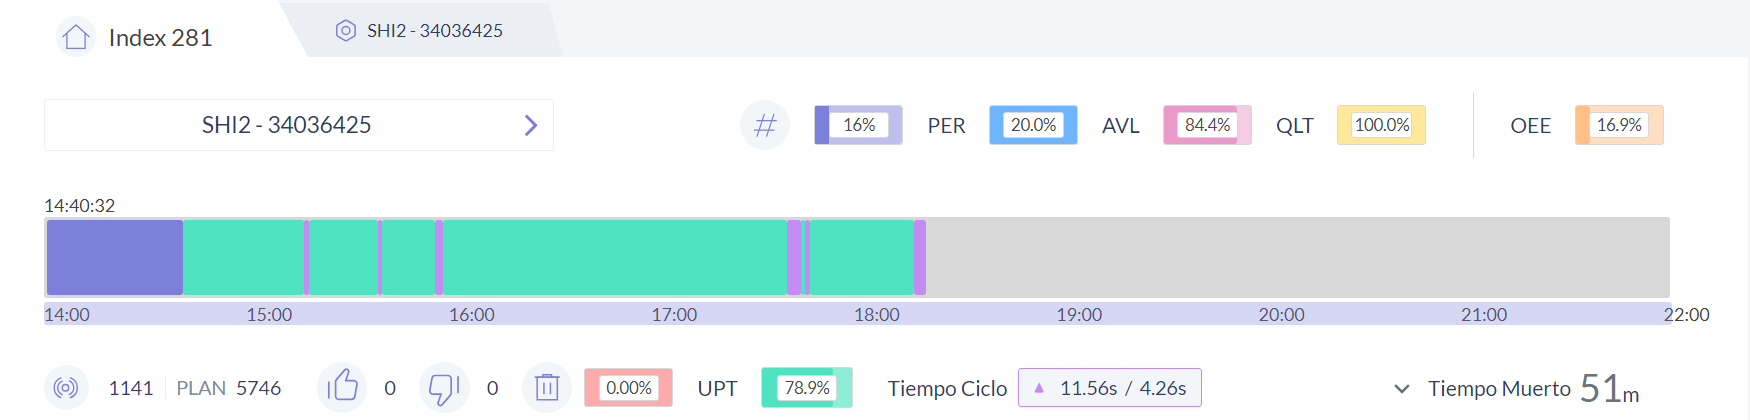 Index 281
SHI2 - 34036425
SHI2 - 34036425
16% PER 20.0% AVL 84.4% QLT 100.0% OEE 16.9%
14:40:32
14:00 15:00 16:00 17:00 18:00 19:00 20:00 21:00 22:00
1141 PLAN 5746 0 0 0.00% UPT 78.9% Tiempo Ciclo 11.56s / 4.26s Tiempo Muerto 51m